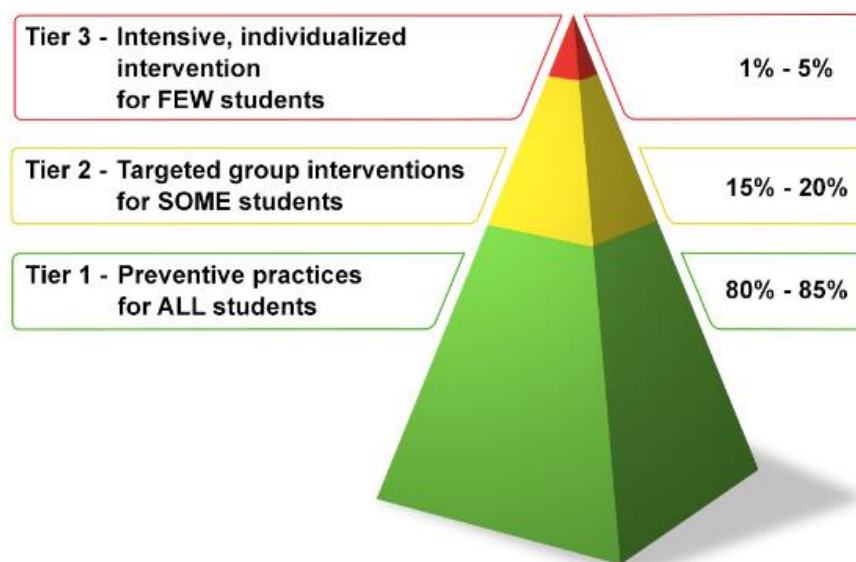 Tier 3 - Intensive, individualized
intervention
for FEW students
1% - 5%
Tier 2 - Targeted group interventions
for SOME students
15% - 20%
Tier 1 - Preventive practices
for ALL students
80% - 85%